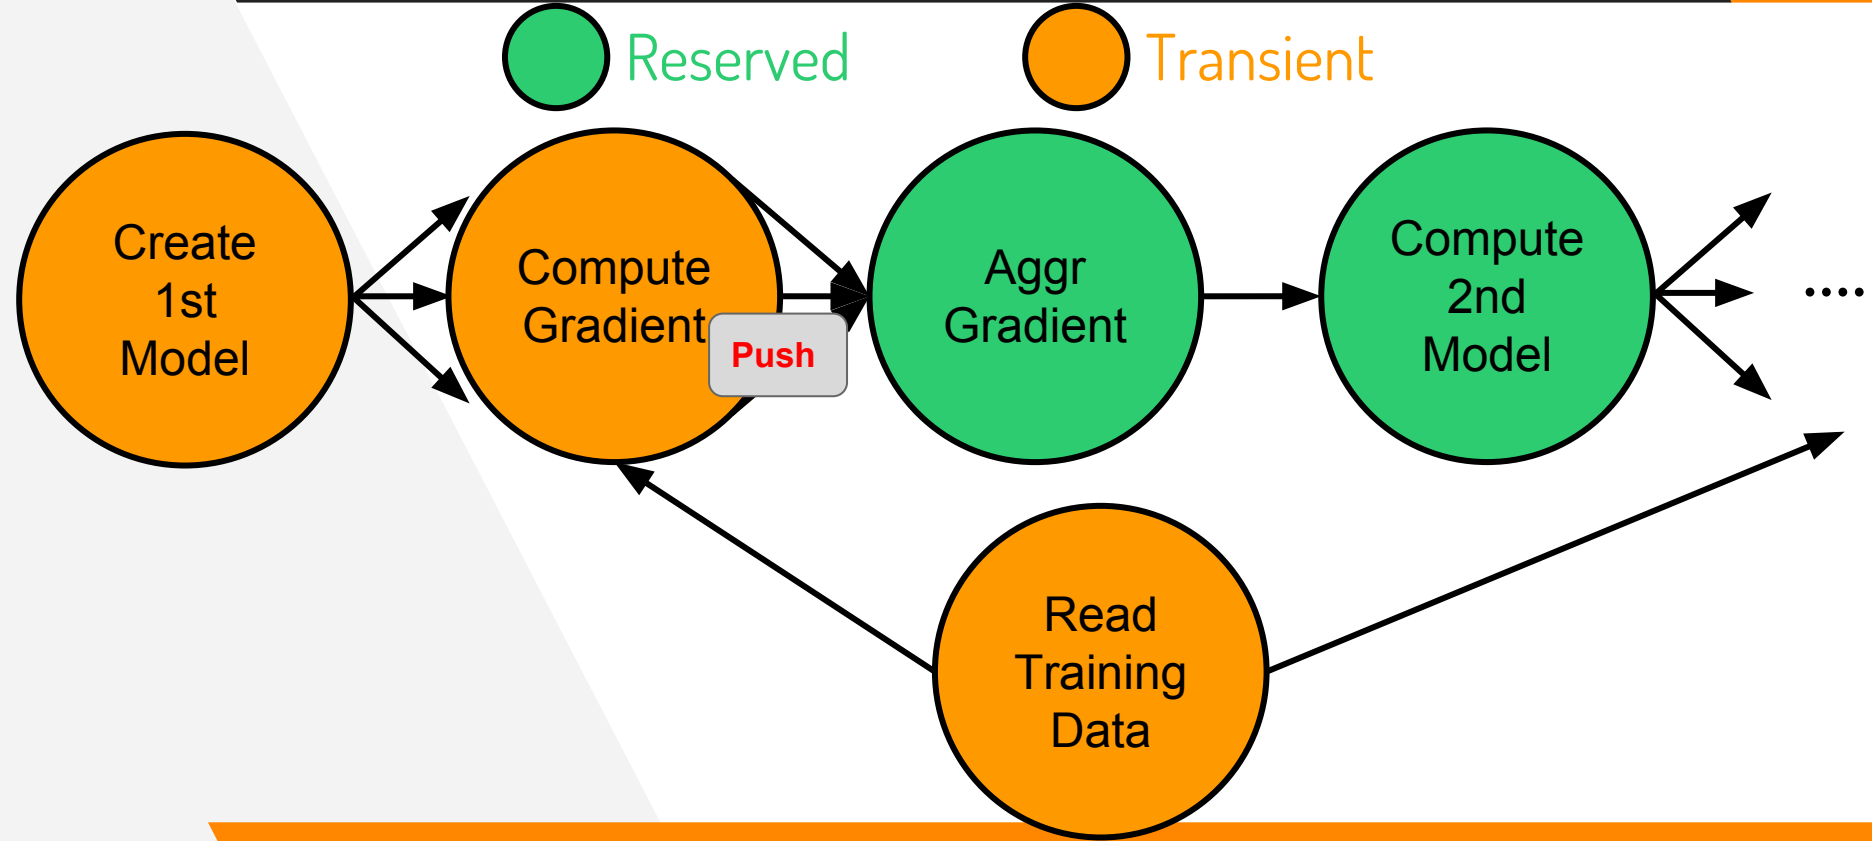 Reserved
Transient
Create
1st
Model
Compute
Gradient
Push
Aggr
Gradient
Compute
2nd
Model
....
Read
Training
Data